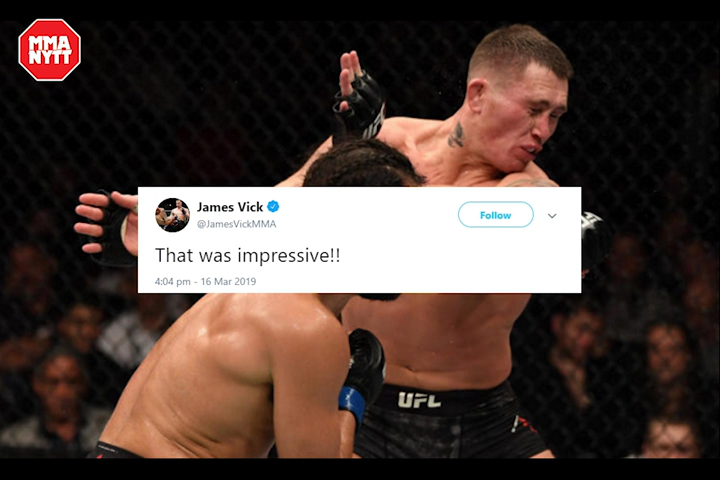 MMA
NYTT
James Vick
@JamesVickMMA
Follow
That was impressive!!
4:04 pm - 16 Mar 2019
UFC